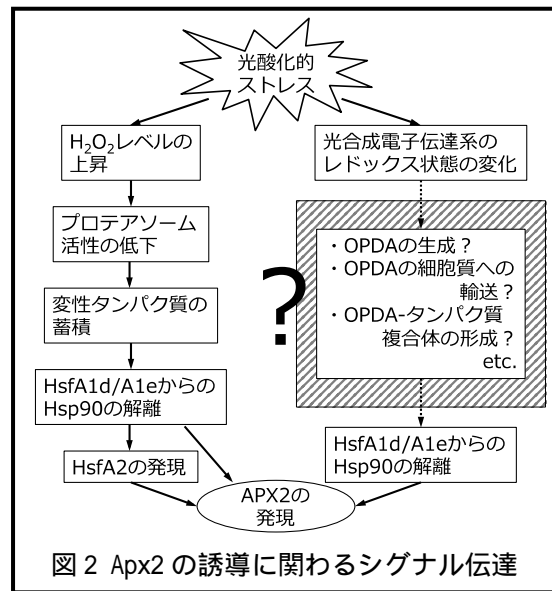 光酸化的
ストレス
H₂O₂レベルの
上昇
プロテアソーム
活性の低下
変性タンパク質の
蓄積
HsfA1d/A1eからの
Hsp90の解離
HsfA2の発現
光合成電子伝達系の
レドックス状態の変化
?
・OPDAの生成？
・OPDAの細胞質への
輸送？
・OPDA-タンパク質
複合体の形成？
etc.
HsfA1d/A1eからの
Hsp90の解離
APX2の
発現
図2 Apx2の誘導に関わるシグナル伝達